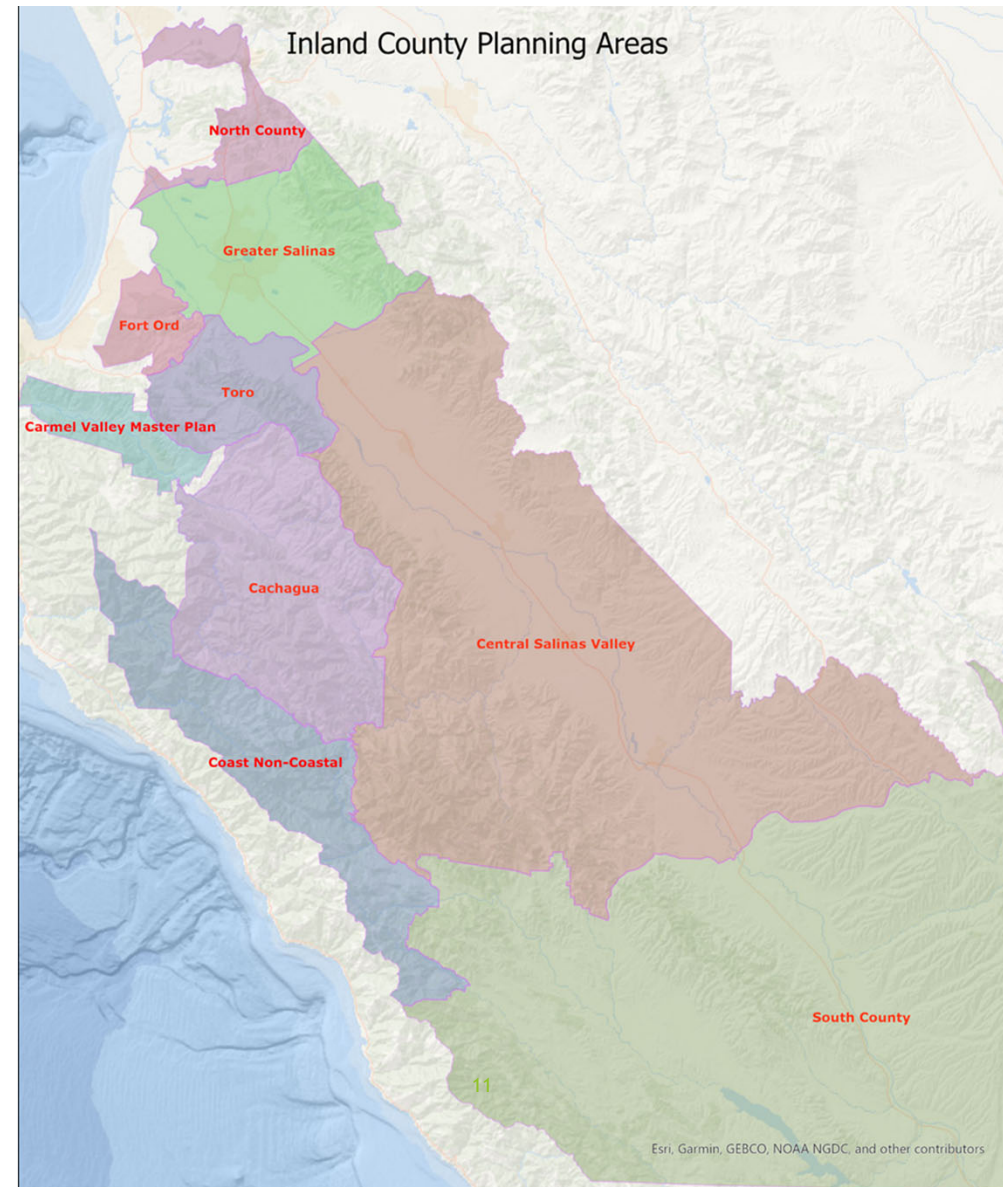 Inland County Planning Areas
North County
Greater Salinas
Fort Ord
Toro
Carmel Valley Master Plan
Cachagua
Central Salinas Valley
Coast Non-Coastal
South County
11
Esri, Garmin, GEBCO, NOAA NGDC, and other contributors